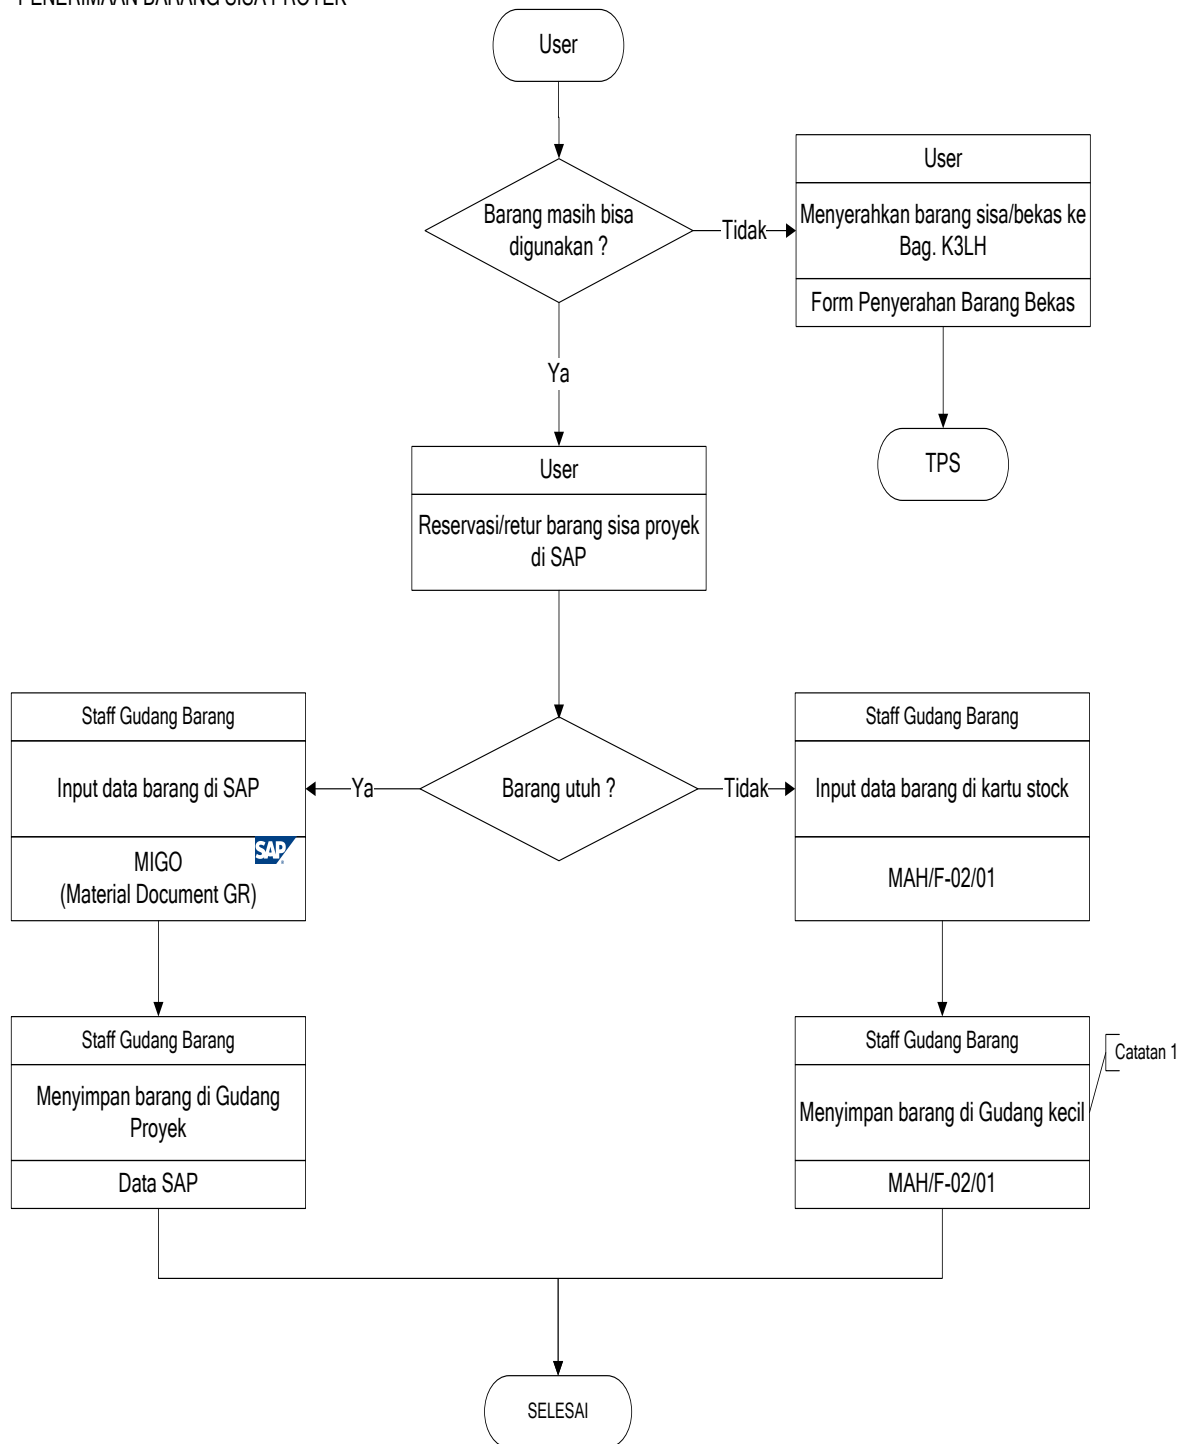 PENERIMAAN BARANG SISA PROYEK
User
Barang masih bisa
digunakan ?
Tidak
User
Menyerahkan barang sisa/bekas ke
Bag. K3LH
Form Penyerahan Barang Bekas
TPS
Ya
User
Reservasi/retur barang sisa proyek
di SAP
Barang utuh ?
Ya
Tidak
Staff Gudang Barang
Input data barang di SAP
MIGO
(Material Document GR)
SAP
Staff Gudang Barang
Input data barang di kartu stock
MAH/F-02/01
Staff Gudang Barang
Menyimpan barang di Gudang
Proyek
Data SAP
Staff Gudang Barang
Menyimpan barang di Gudang kecil
MAH/F-02/01
Catatan 1
SELESAI